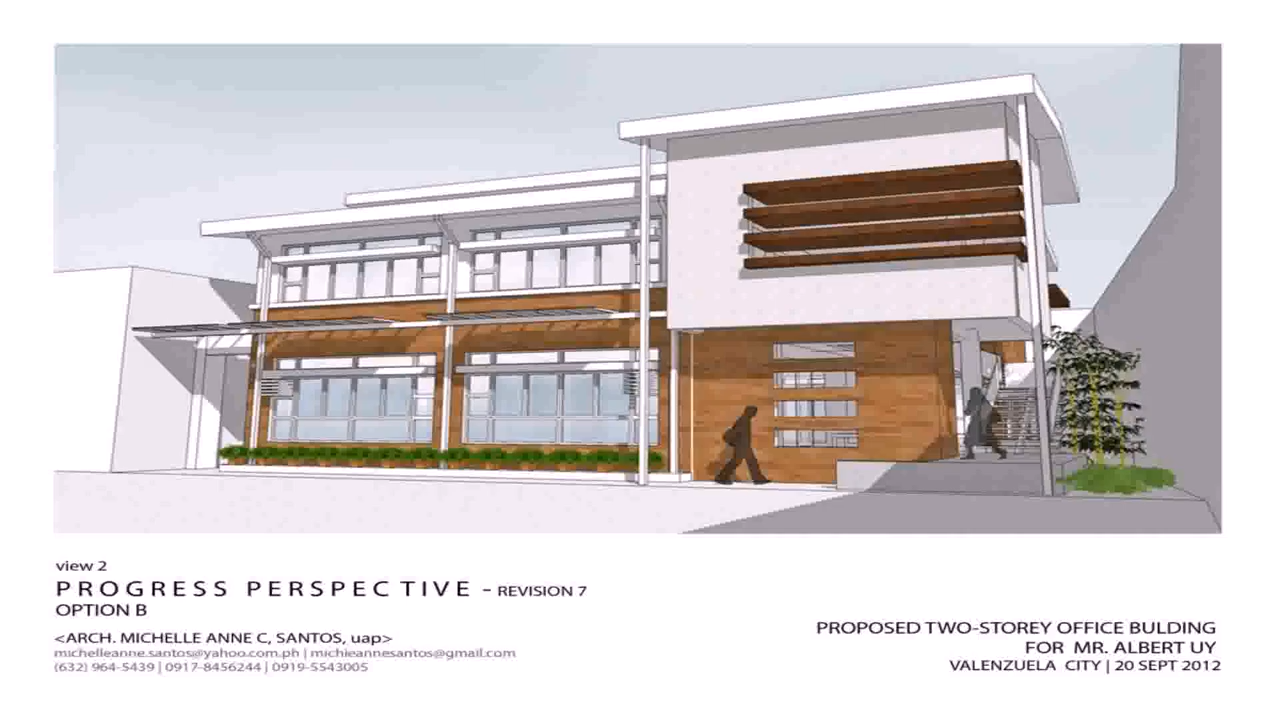 view 2
PROGRESS PERSPECTIVE - REVISION 7
OPTION B
<ARCH. MICHELLE ANNE C, SANTOS, uap>
michelleanne.santos@yahoo.com.ph | michieannesantos@gmail.com
(632) 964-5439 | 0917-8456244 | 0919-5543005
PROPOSED TWO-STOREY OFFICE BULDING
FOR MR. ALBERT UY
VALENZUELA CITY | 20 SEPT 2012